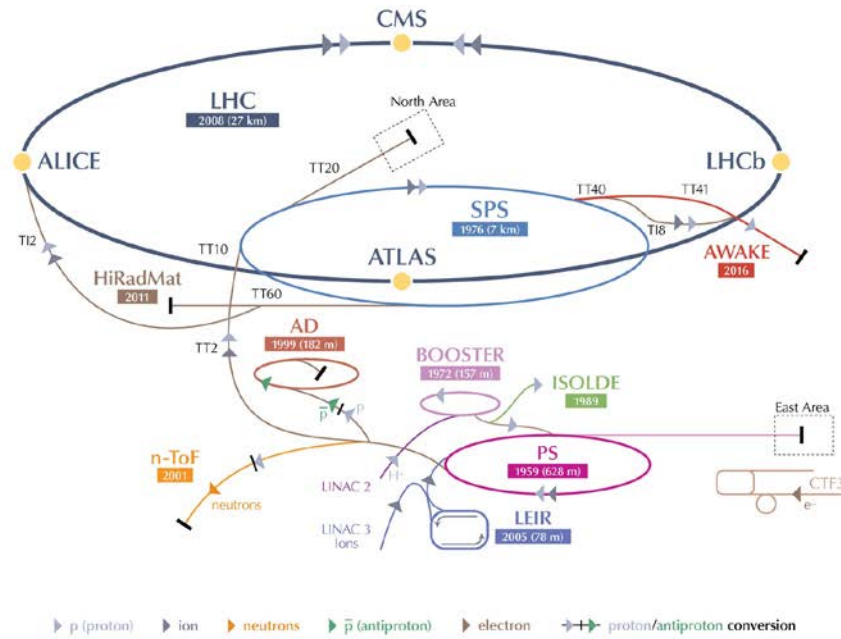 CMS
LHC
2008 (27 km)
North Area
ALICE
LHCb
TT20
TT40
TT41
SPS
1976 (7 km)
TI2
TT10
TI8
ATLAS
AWAKE
2016
HiRadMat
2011
TT60
AD
1999 (182 m)
TT2
BOOSTER
1972 (157 m)
ISOLDE
1989
p̅
p
East Area
n-ToF
2001
PS
1959 (628 m)
LINAC 2
H⁺
neutrons
CTF3
e⁻
LINAC 3
Ions
LEIR
2005 (78 m)
p (proton)
ion
neutrons
p̅ (antiproton)
electron
proton/antiproton conversion